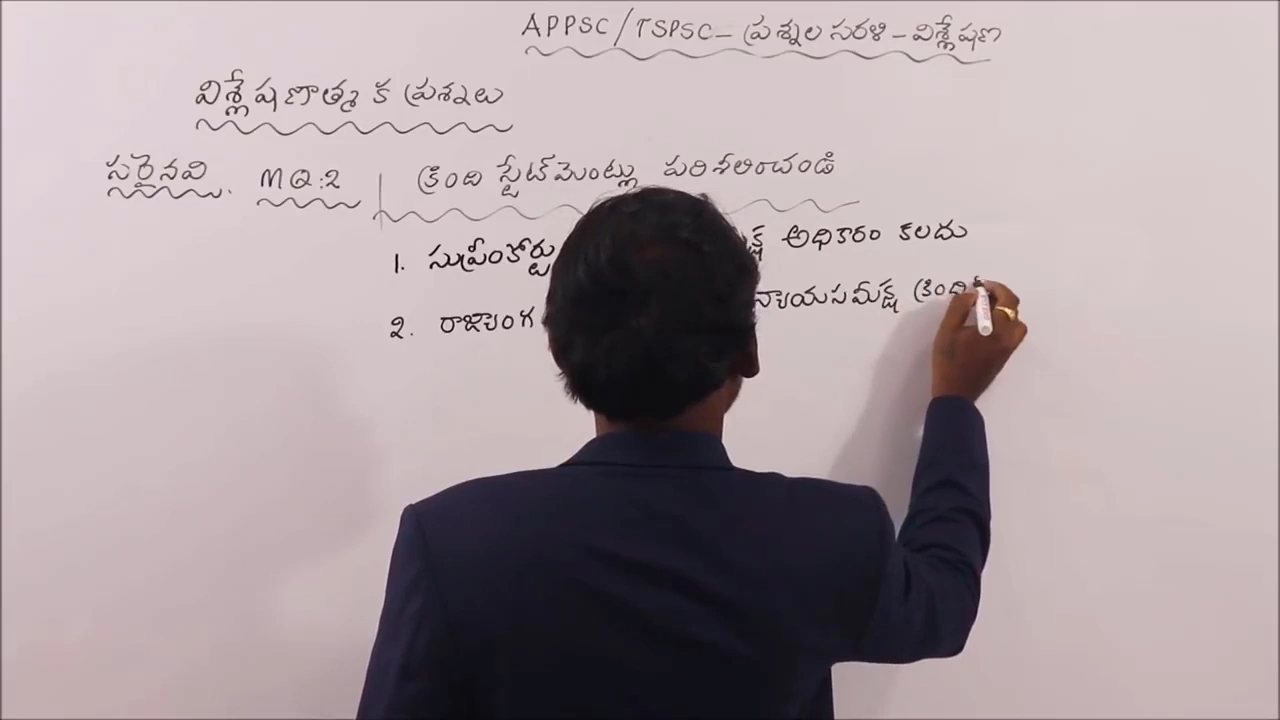 APPSC/TSPSC - ప్రశ్నల సరళి - విశ్లేషణ
విశ్లేషణాత్మక ప్రశ్నలు
సరైనవి. MQ:2 క్రింది స్టేట్‌మెంట్లు పరిశీలించండి
1. సుప్రీంకోర్టు అధికారం కలదు
2. రాజ్యాంగ న్యాయసమీక్ష క్రింది